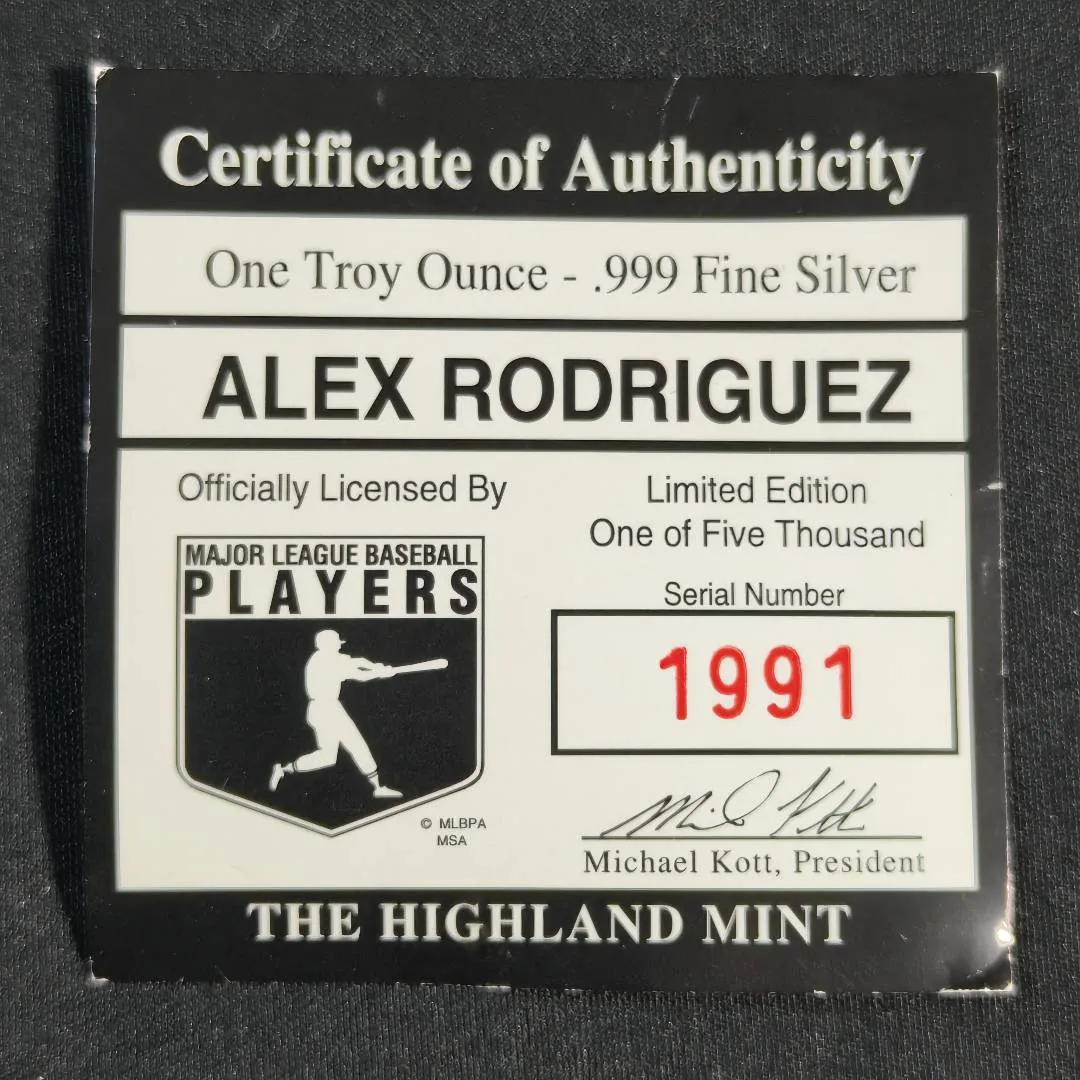 Certificate of Authenticity
One Troy Ounce - .999 Fine Silver
ALEX RODRIGUEZ
Officially Licensed By
MAJOR LEAGUE BASEBALL
PLAYERS
© MLBPA
MSA
Limited Edition
One of Five Thousand
Serial Number
1991
Michael Kott, President
THE HIGHLAND MINT